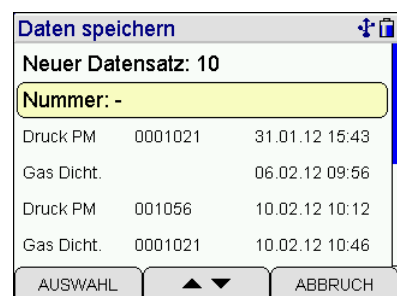 Daten speichern
Neuer Datensatz: 10
Nummer: -
Druck PM 0001021 31.01.12 15:43
Gas Dicht. 06.02.12 09:56
Druck PM 001056 10.02.12 10:12
Gas Dicht. 0001021 10.02.12 10:46
AUSWAHL ▲ ▼ ABBRUCH